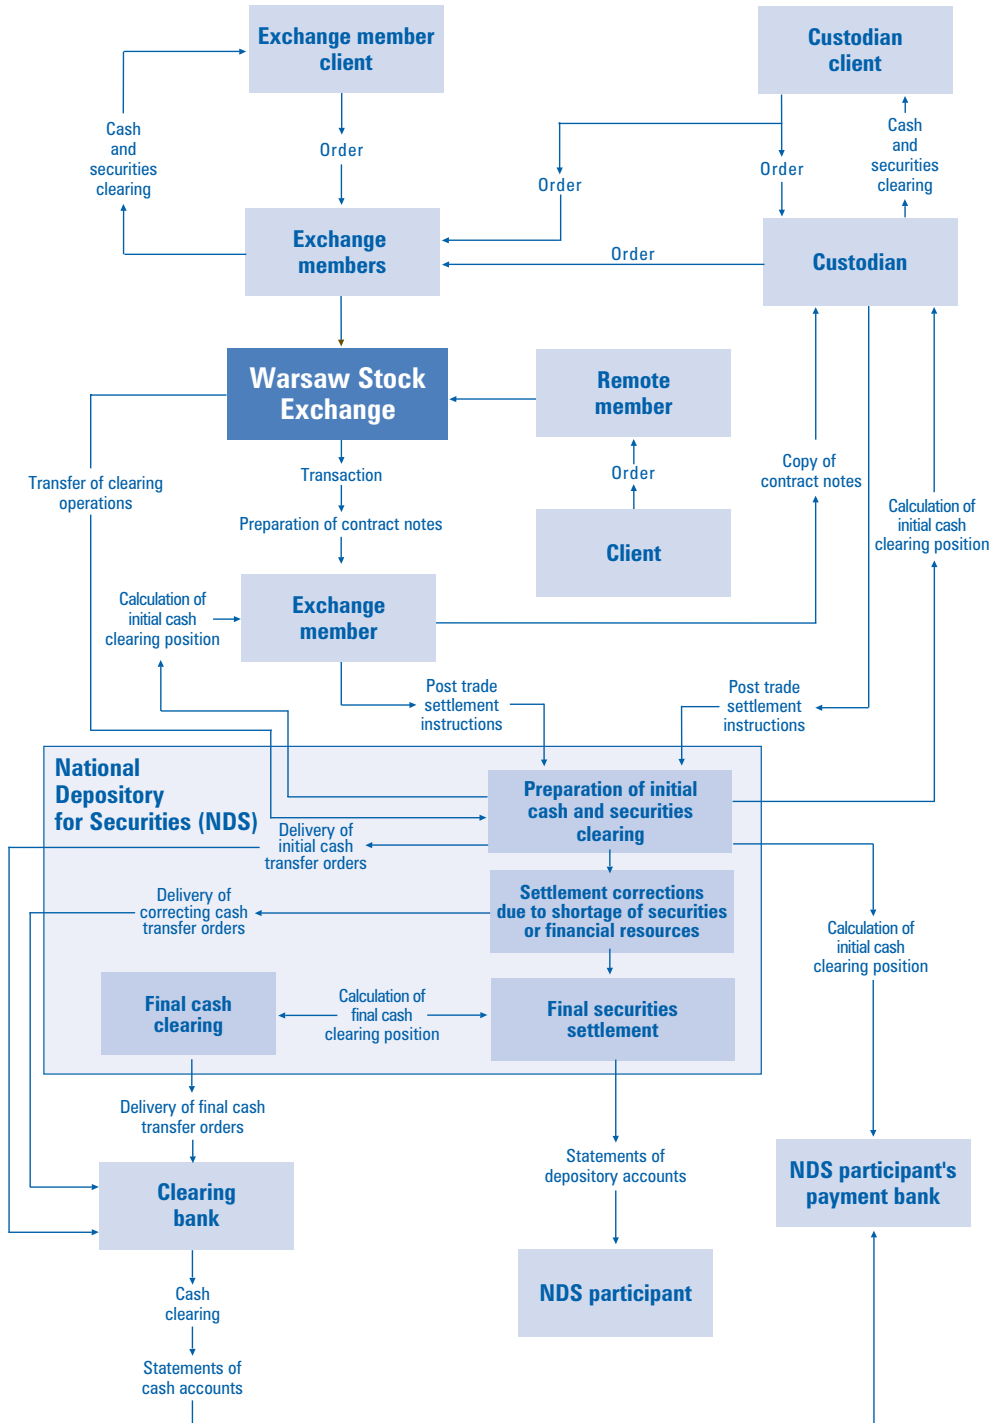 Exchange member
client
Custodian
client
Cash
and
securities
clearing
Order
Order
Order
Cash
and
securities
clearing
Exchange
members
Order
Custodian
Warsaw Stock
Exchange
Remote
member
Transfer of clearing
operations
Transaction
Order
Copy of
contract notes
Preparation of contract notes
Client
Calculation of
initial cash
clearing position
Calculation of
initial cash
clearing position
Exchange
member
Post trade
settlement
instructions
Post trade
settlement
instructions
National
Depository
for Securities (NDS)
Preparation of initial
cash and securities
clearing
Delivery of
initial cash
transfer orders
Delivery of
correcting cash
transfer orders
Settlement corrections
due to shortage of securities
or financial resources
Calculation of
initial cash
clearing position
Final cash
clearing
Calculation of
final cash
clearing position
Final securities
settlement
Delivery of final cash
transfer orders
Statements of
depository accounts
Clearing
bank
NDS participant's
payment bank
NDS participant
Cash
clearing
Statements of
cash accounts